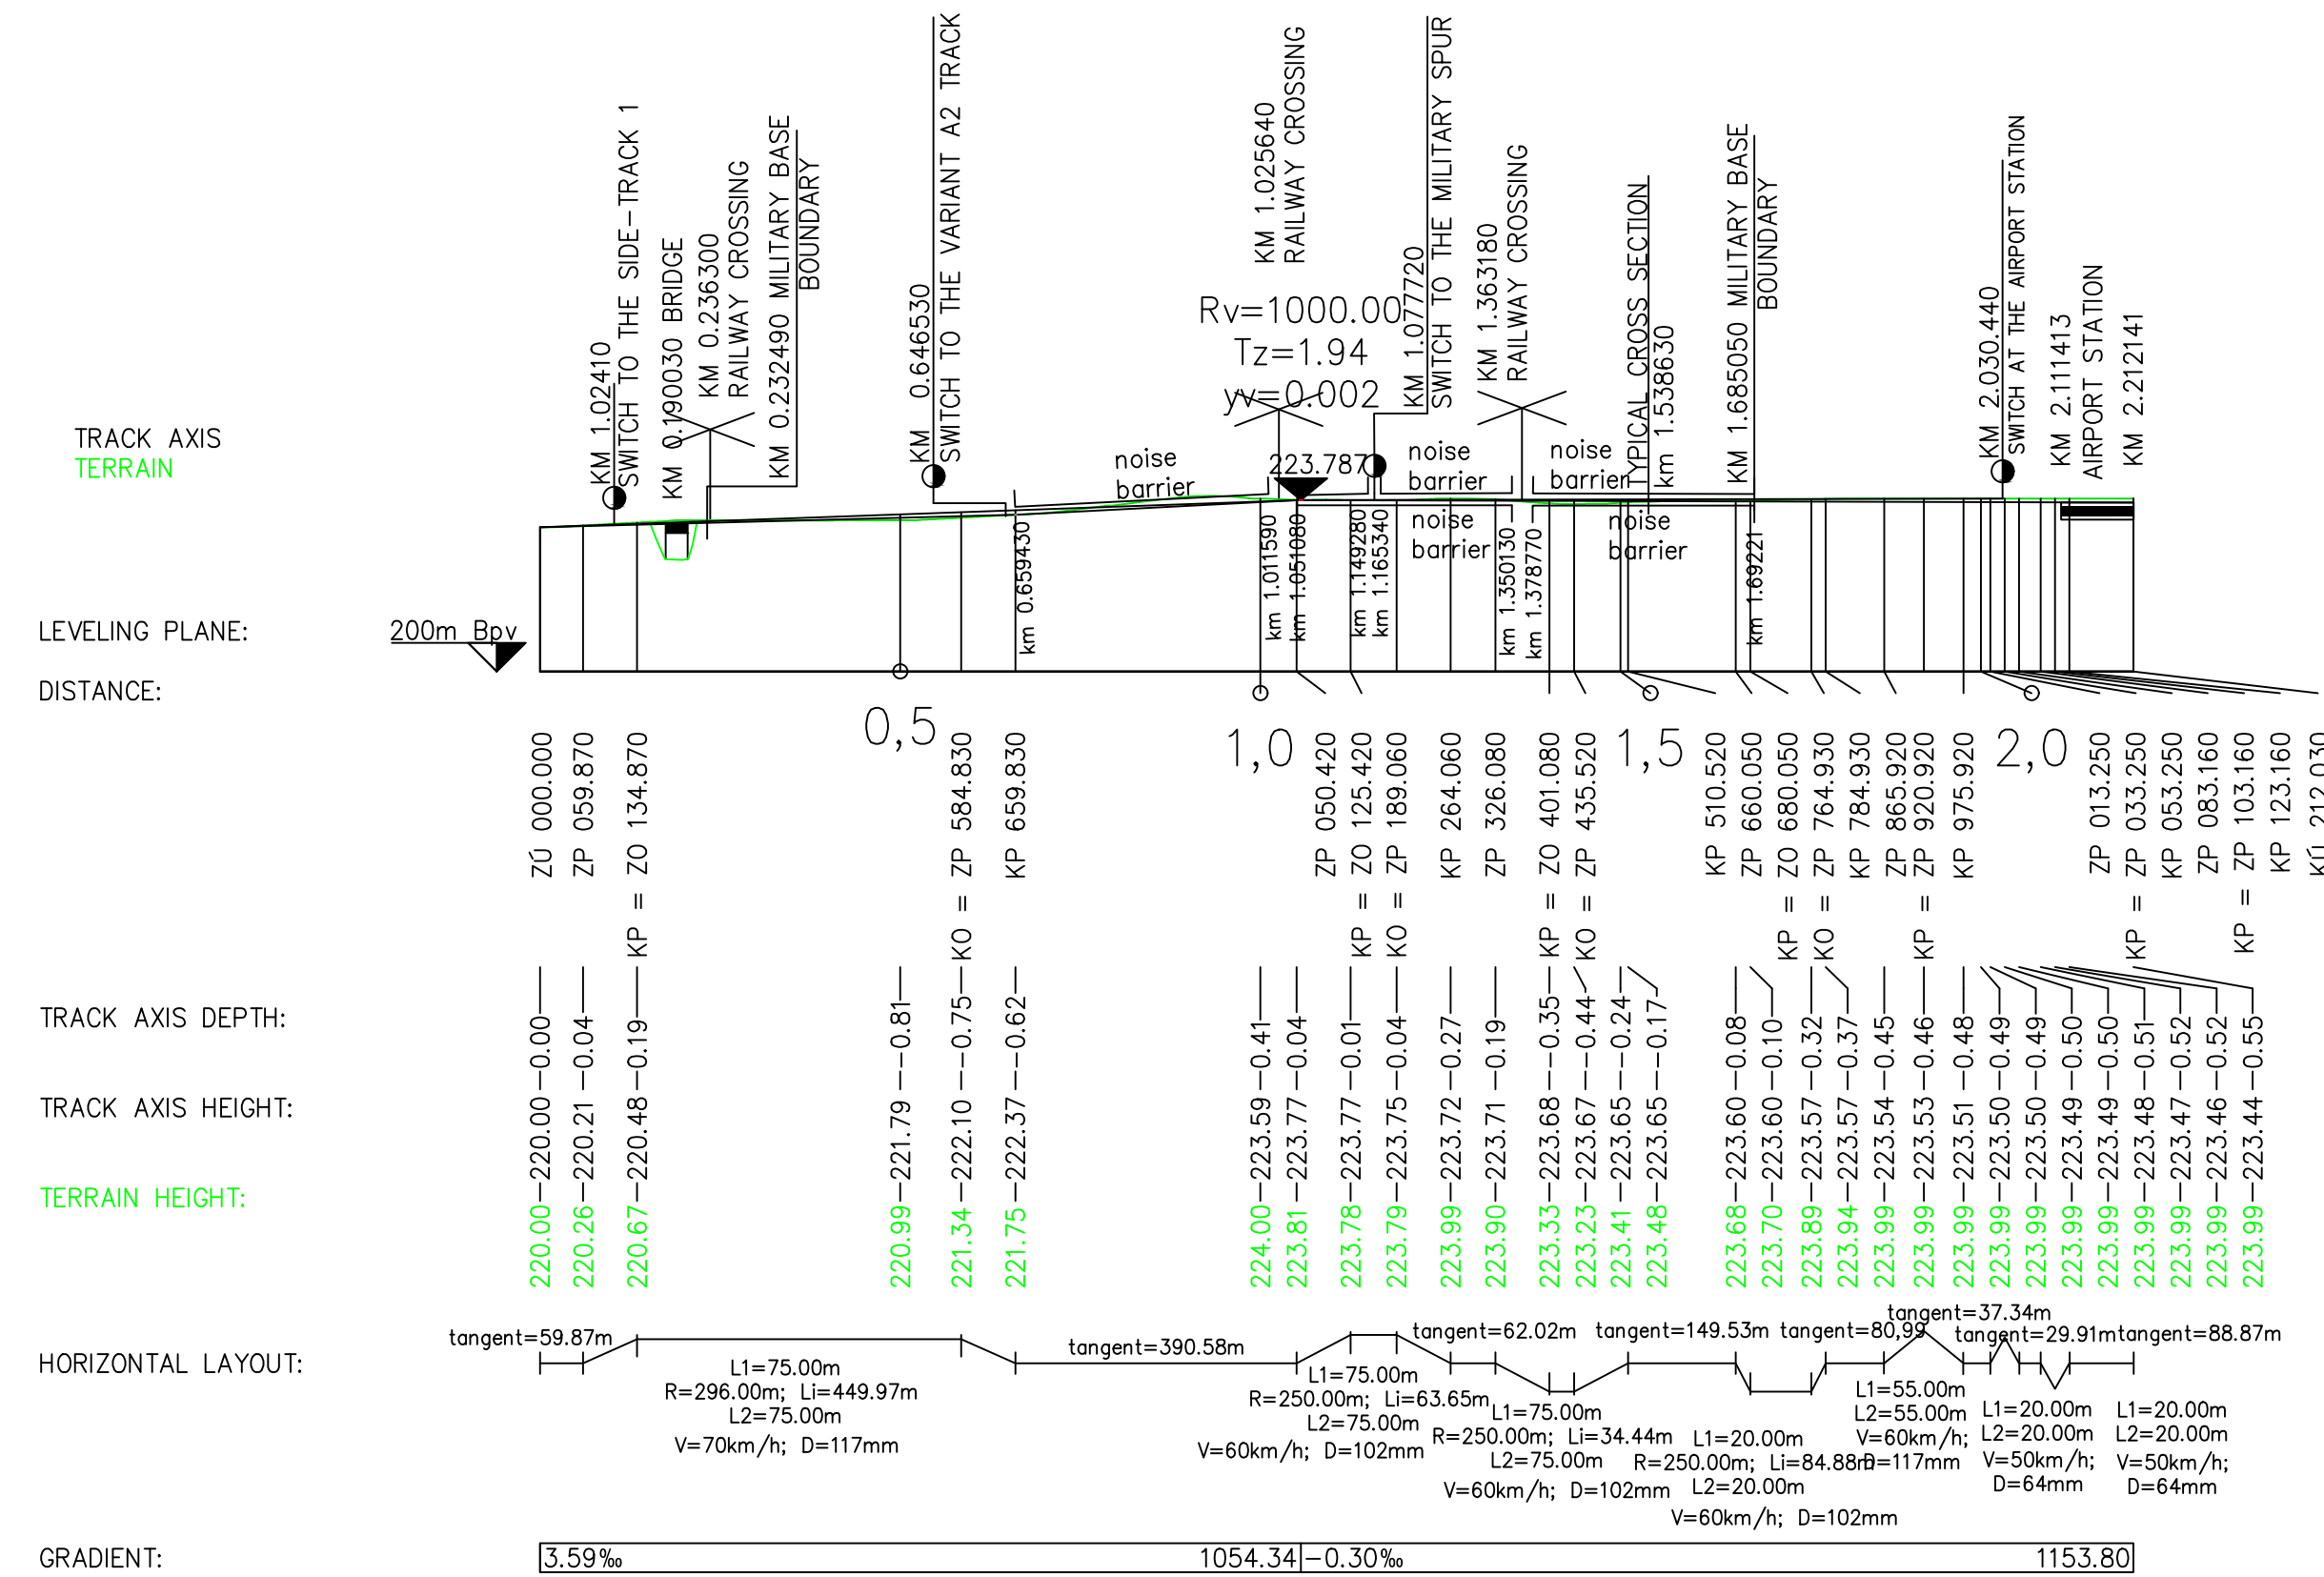 KM 1.02410
SWITCH TO THE SIDE-TRACK 1
KM 0.190030 BRIDGE
KM 0.236300
RAILWAY CROSSING
KM 0.232490 MILITARY BASE
BOUNDARY
KM 0.646530
SWITCH TO THE VARIANT A2 TRACK
KM 1.025640
RAILWAY CROSSING
Rv=1000.00
Tz=1.94
yv=0.002
223.787
KM 1.077720
SWITCH TO THE MILITARY SPUR
KM 1.363180
RAILWAY CROSSING
TYPICAL CROSS SECTION
km 1.538630
KM 1.685050 MILITARY BASE
BOUNDARY
KM 2.030.440
SWITCH AT THE AIRPORT STATION
KM 2.111413
AIRPORT STATION
KM 2.212141
TRACK AXIS
TERRAIN
noise
barrier
noise
barrier
noise
barrier
noise
barrier
noise
barrier
km 0.659430
km 1.011590
km 1.051080
km 1.149280
km 1.165340
km 1.350130
km 1.378770
km 1.69221
LEVELING PLANE:
200m Bpv
DISTANCE:
0,5
1,0
1,5
2,0
ZÚ 000.000
ZP 059.870
KP = ZO 134.870
KO = ZP 584.830
KP 659.830
ZP 050.420
KP = ZO 125.420
KO = ZP 189.060
KP 264.060
ZP 326.080
KP = ZO 401.080
KO = ZP 435.520
KP 510.520
ZP 660.050
KP = ZO 680.050
KO = ZP 764.930
KP 784.930
ZP 865.920
KP = ZP 920.920
KP 975.920
ZP 013.250
KP = ZP 033.250
KP 053.250
ZP 083.160
KP = ZP 103.160
KP 123.160
KÚ 212.030
TRACK AXIS DEPTH:
TRACK AXIS HEIGHT:
TERRAIN HEIGHT:
220.00-220.00-0.00
220.26-220.21-0.04
220.67-220.48-0.19
220.99-221.79--0.81
221.34-222.10--0.75
221.75-222.37--0.62
224.00-223.59-0.41
223.81-223.77-0.04
223.78-223.77-0.01
223.79-223.75-0.04
223.99-223.72-0.27
223.90-223.71-0.19
223.33-223.68--0.35
223.23-223.67--0.44
223.41-223.65--0.24
223.48-223.65--0.17
223.68-223.60-0.08
223.70-223.60-0.10
223.89-223.57-0.32
223.94-223.57-0.37
223.99-223.54-0.45
223.99-223.53-0.46
223.99-223.51-0.48
223.99-223.50-0.49
223.99-223.50-0.49
223.99-223.49-0.50
223.99-223.49-0.50
223.99-223.48-0.51
223.99-223.47-0.52
223.99-223.46-0.52
223.99-223.44-0.55
HORIZONTAL LAYOUT:
tangent=59.87m
L1=75.00m
R=296.00m; Li=449.97m
L2=75.00m
V=70km/h; D=117mm
tangent=390.58m
L1=75.00m
R=250.00m; Li=63.65m
L2=75.00m
V=60km/h; D=102mm
tangent=62.02m
L1=75.00m
R=250.00m; Li=34.44m
L2=75.00m
V=60km/h; D=102mm
tangent=149.53m
L1=20.00m
R=250.00m; Li=84.88m
L2=20.00m
V=60km/h; D=102mm
tangent=80,99
L1=55.00m
L2=55.00m
V=60km/h;
D=117mm
tangent=37.34m
L1=20.00m
L2=20.00m
V=50km/h;
D=64mm
tangent=29.91m
L1=20.00m
L2=20.00m
V=50km/h;
D=64mm
tangent=88.87m
GRADIENT:
3.59‰
1054.34
-0.30‰
1153.80